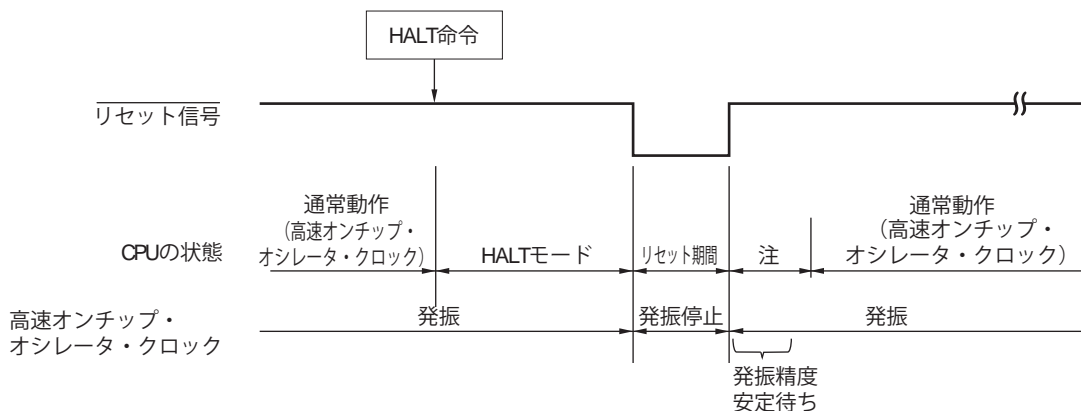 HALT命令
リセット信号
通常動作
(高速オンチップ・
オシレータ・クロック)
通常動作
(高速オンチップ・
オシレータ・クロック)
CPUの状態
HALTモード
リセット期間
注
高速オンチップ・
オシレータ・クロック
発振
発振停止
発振
発振精度
安定待ち